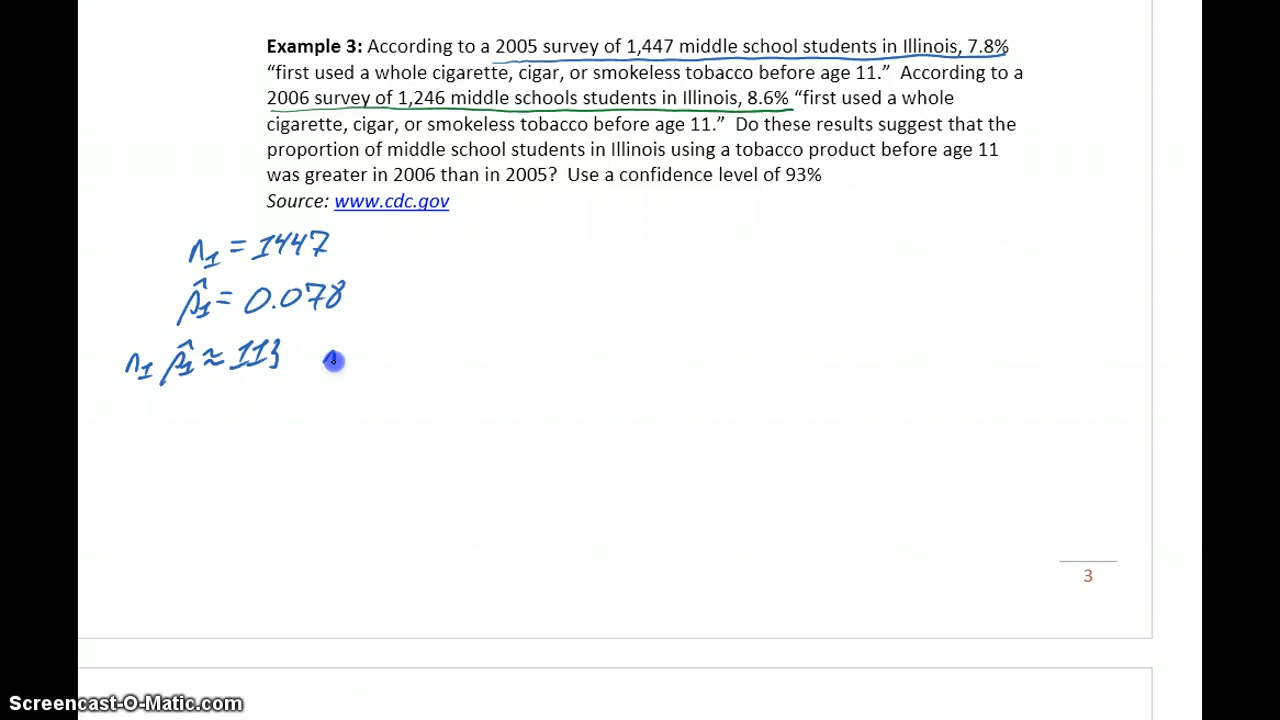 Example 3: According to a 2005 survey of 1,447 middle school students in Illinois, 7.8%
“first used a whole cigarette, cigar, or smokeless tobacco before age 11.” According to a
2006 survey of 1,246 middle schools students in Illinois, 8.6% “first used a whole
cigarette, cigar, or smokeless tobacco before age 11.” Do these results suggest that the
proportion of middle school students in Illinois using a tobacco product before age 11
was greater in 2006 than in 2005? Use a confidence level of 93%
Source: www.cdc.gov
n₁ = 1447
p̂₁ = 0.078
n₁ p̂₁ ≈ 113
3
Screencast-O-Matic.com